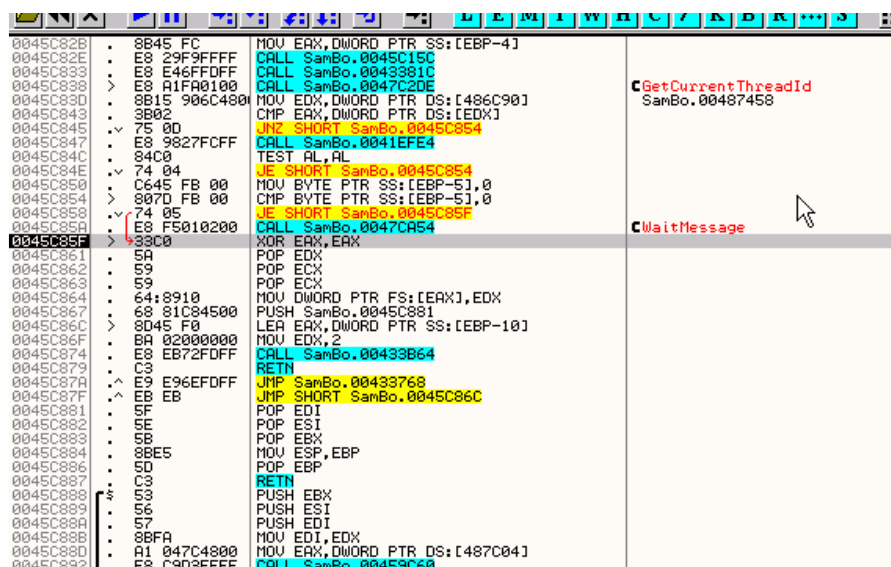 L E M T W H C / K B R ... S
0045C82B . 8B45 FC MOV EAX,DWORD PTR SS:[EBP-4]
0045C82E . E8 29F9FFFF CALL SamBo.0045C15C
0045C833 . E8 E46FFDFF CALL SamBo.0043381C
0045C838 > E8 A1FA0100 CALL SamBo.0047C2DE CGetCurrentThreadId
0045C83D . 8B15 906C4800 MOV EDX,DWORD PTR DS:[486C90] SamBo.00487458
0045C843 . 3B02 CMP EAX,DWORD PTR DS:[EDX]
0045C845 .v 75 0D JNZ SHORT SamBo.0045C854
0045C847 . E8 9827FCFF CALL SamBo.0041EFE4
0045C84C . 84C0 TEST AL,AL
0045C84E .v 74 04 JE SHORT SamBo.0045C854
0045C850 . C645 FB 00 MOV BYTE PTR SS:[EBP-5],0
0045C854 > 807D FB 00 CMP BYTE PTR SS:[EBP-5],0
0045C858 .v 74 05 JE SHORT SamBo.0045C85F
0045C85A . E8 F5010200 CALL SamBo.0047CA54 CWaitMessage
0045C85F > 33C0 XOR EAX,EAX
0045C861 . 5A POP EDX
0045C862 . 59 POP ECX
0045C863 . 59 POP ECX
0045C864 . 64:8910 MOV DWORD PTR FS:[EAX],EDX
0045C867 . 68 81C84500 PUSH SamBo.0045C881
0045C86C > 8D45 F0 LEA EAX,DWORD PTR SS:[EBP-10]
0045C86F . BA 02000000 MOV EDX,2
0045C874 . E8 EB72FDFF CALL SamBo.00433B64
0045C879 . C3 RETN
0045C87A .^ E9 E96EFDFF JMP SamBo.00433768
0045C87F .^ EB EB JMP SHORT SamBo.0045C86C
0045C881 . 5F POP EDI
0045C882 . 5E POP ESI
0045C883 . 5B POP EBX
0045C884 . 8BE5 MOV ESP,EBP
0045C886 . 5D POP EBP
0045C887 . C3 RETN
0045C888 $ 53 PUSH EBX
0045C889 . 56 PUSH ESI
0045C88A . 57 PUSH EDI
0045C88B . 8BFA MOV EDI,EDX
0045C88D . A1 047C4800 MOV EAX,DWORD PTR DS:[487C04]
0045C892 . E8 C9D3FFFF CALL SamBo.00459C60